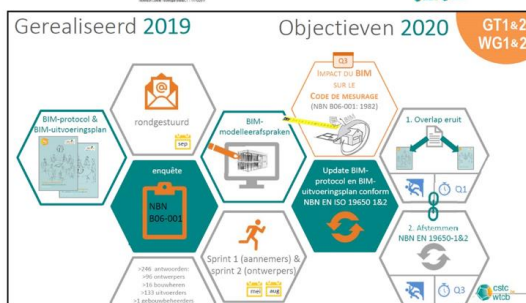 Gerealiseerd 2019
Objectieven 2020
GT1&2
WG1&2
Q3
IMPACT DU BIM
SUR LE
CODE DE MESURAGE
(NBN B06-001: 1982)
BIM-protocol &
BIM-uitvoeringsplan
rondgestuurd
sep
BIM-
modelleerafspraken
1. Overlap eruit
Q1
enquête
NBN
B06-001
Update BIM-
protocol en BIM-
uitvoeringsplan conform
NBN EN ISO 19650 1&2
Sprint 1 (aannemers) &
sprint 2 (ontwerpers)
aug
2. Afstemmen
NBN EN 19650-1&2
Q3
>246 antwoorden:
>96 ontwerpers
>16 bouwheren
>133 uitvoerders
>1 gebouwbeheerders
cstc
wtcb